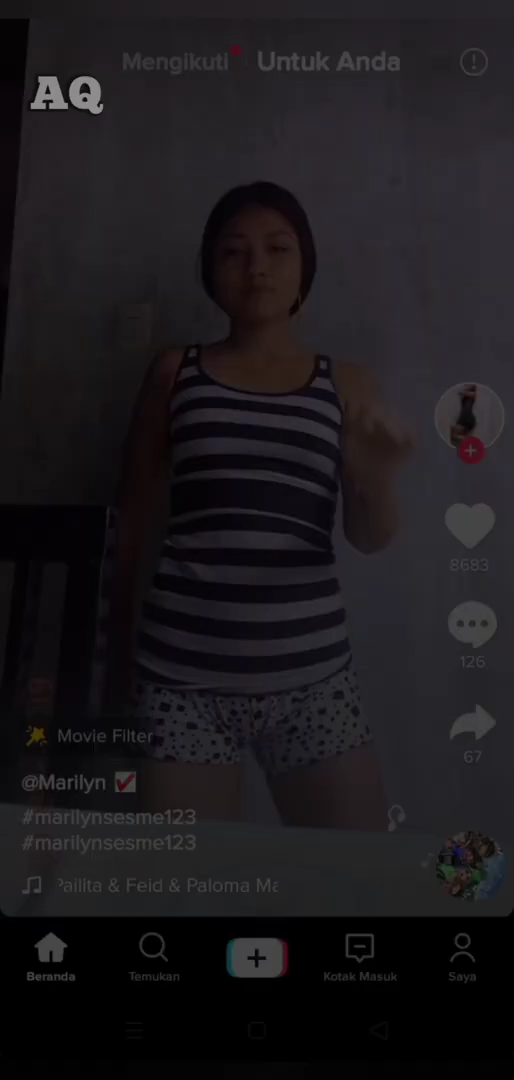 Mengikuti Untuk Anda
AQ
8683
126
67
Movie Filter
@Marilyn
#marilynsesme123
#marilynsesme123
Pailita & Feid & Paloma Ma
Beranda Temukan Kotak Masuk Saya